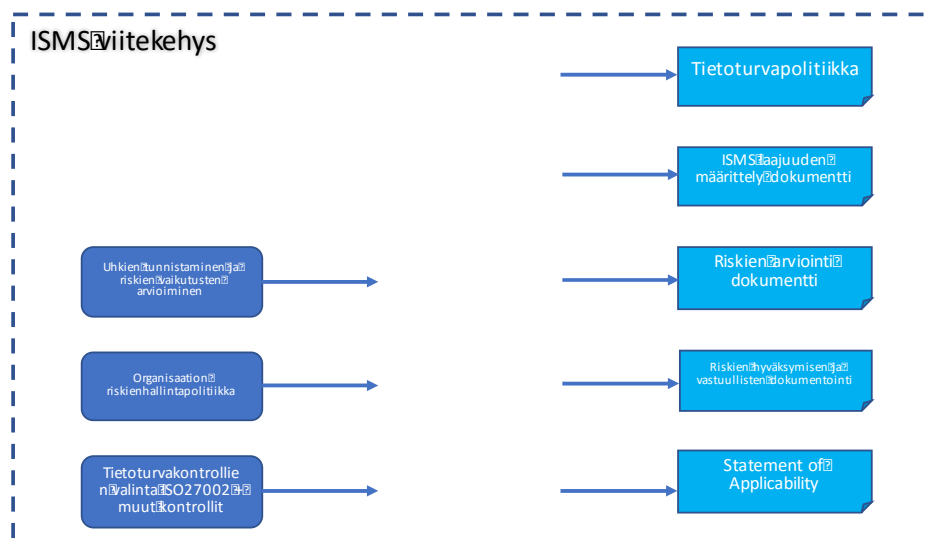 ISMS viitekehys
Tietoturvapolitiikka
ISMS laajuuden
määrittely dokumentti
Uhkien tunnistaminen ja
riskien vaikutusten
arvioiminen
Riskien arviointi
dokumentti
Organisaation
riskienhallintapolitiikka
Riskien hyväksymisen ja
vastuullisten dokumentointi
Tietoturvakontrollie
n valinta ISO27002 +
muut kontrollit
Statement of
Applicability